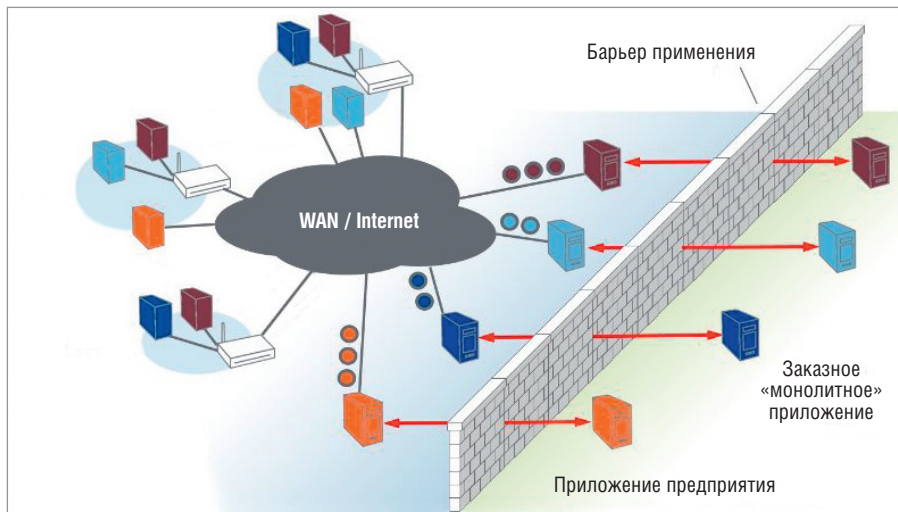 Барьер применения
WAN / Internet
Заказное
«монолитное»
приложение
Приложение предприятия